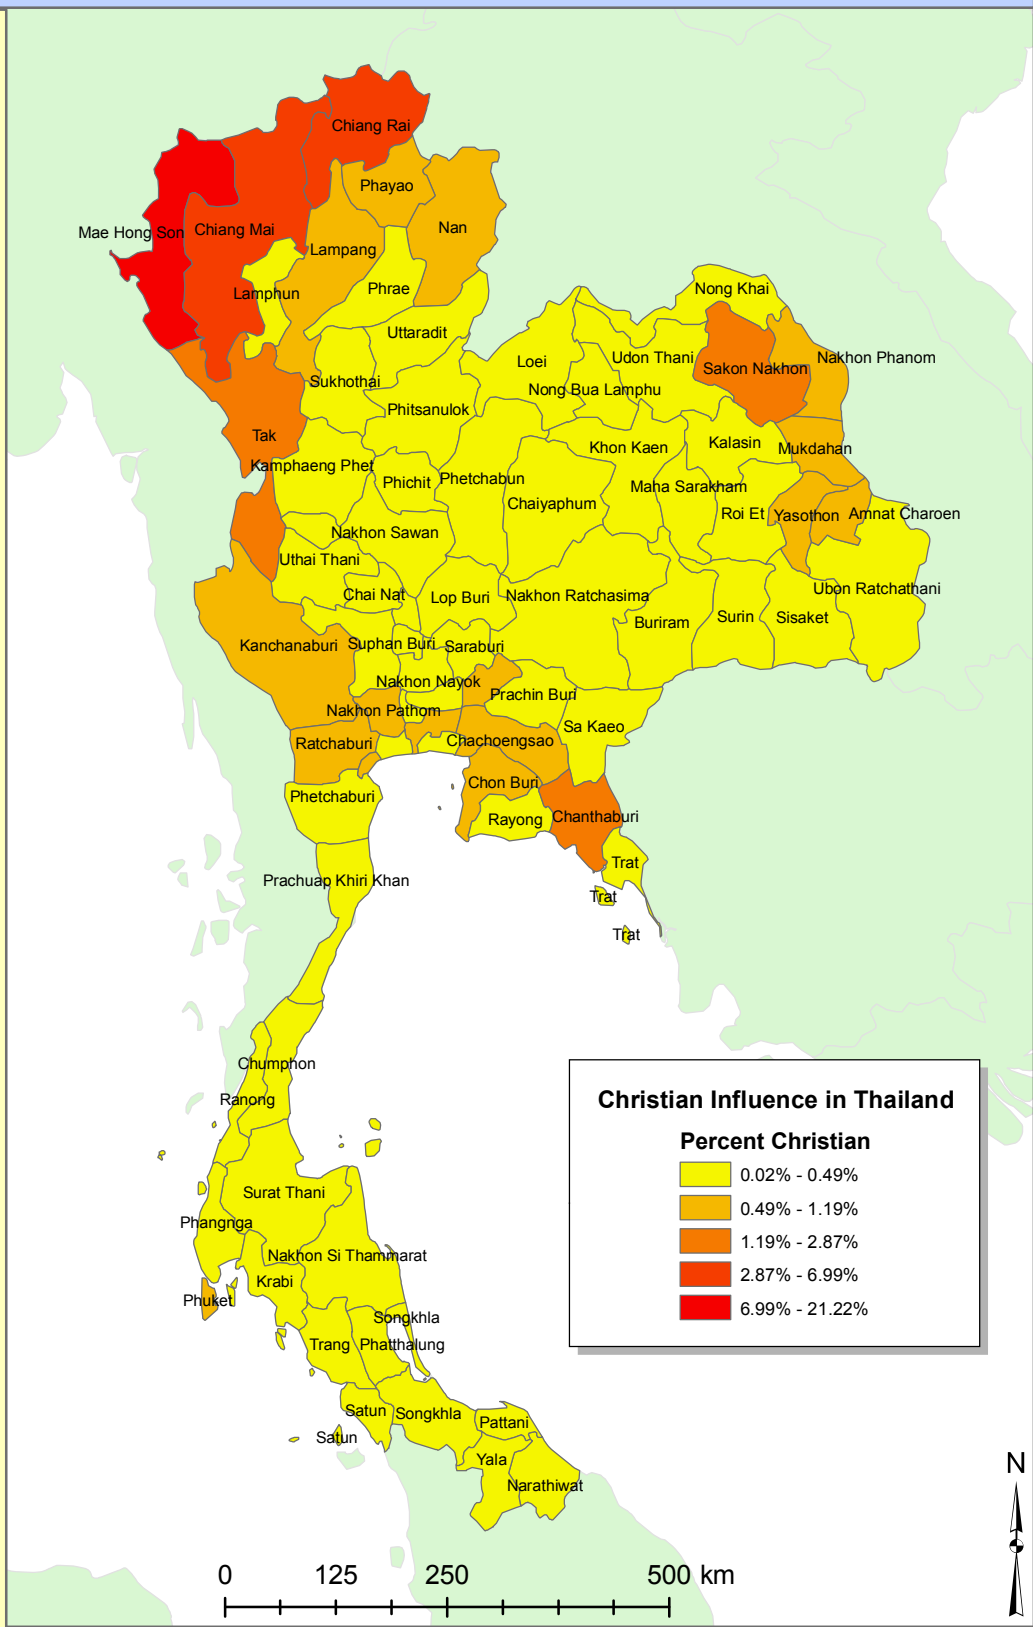 Chiang Rai
Phayao
Mae Hong Son
Chiang Mai
Nan
Lampang
Lamphun
Phrae
Nong Khai
Uttaradit
Loei
Udon Thani
Nakhon Phanom
Sakon Nakhon
Sukhothai
Nong Bua Lamphu
Phitsanulok
Tak
Khon Kaen
Kalasin
Mukdahan
Kamphaeng Phet
Phichit
Phetchabun
Maha Sarakham
Chaiyaphum
Roi Et
Yasothon
Amnat Charoen
Nakhon Sawan
Uthai Thani
Chai Nat
Lop Buri
Nakhon Ratchasima
Ubon Ratchathani
Buriram
Surin
Sisaket
Kanchanaburi
Suphan Buri
Saraburi
Nakhon Nayok
Prachin Buri
Nakhon Pathom
Sa Kaeo
Ratchaburi
Chachoengsao
Chon Buri
Phetchaburi
Rayong
Chanthaburi
Trat
Prachuap Khiri Khan
Trat
Trat
Chumphon
Ranong
Surat Thani
Phangnga
Nakhon Si Thammarat
Krabi
Phuket
Songkhla
Trang
Phatthalung
Satun
Songkhla
Pattani
Satun
Yala
Narathiwat
Christian Influence in Thailand
Percent Christian
0.02% - 0.49%
0.49% - 1.19%
1.19% - 2.87%
2.87% - 6.99%
6.99% - 21.22%
N
0 125 250 500 km